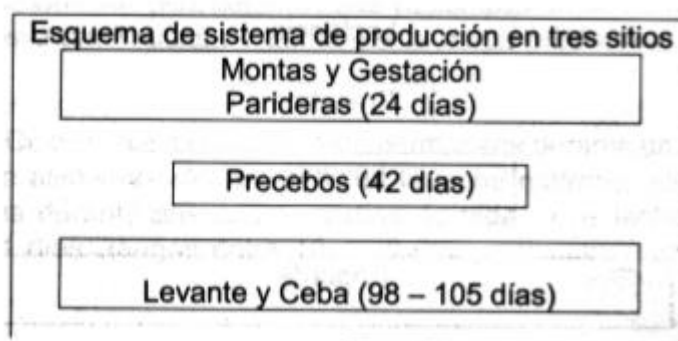 Esquema de sistema de producción en tres sitios
Montas y Gestación
Parideras (24 días)
Precebos (42 días)
Levante y Ceba (98 – 105 días)